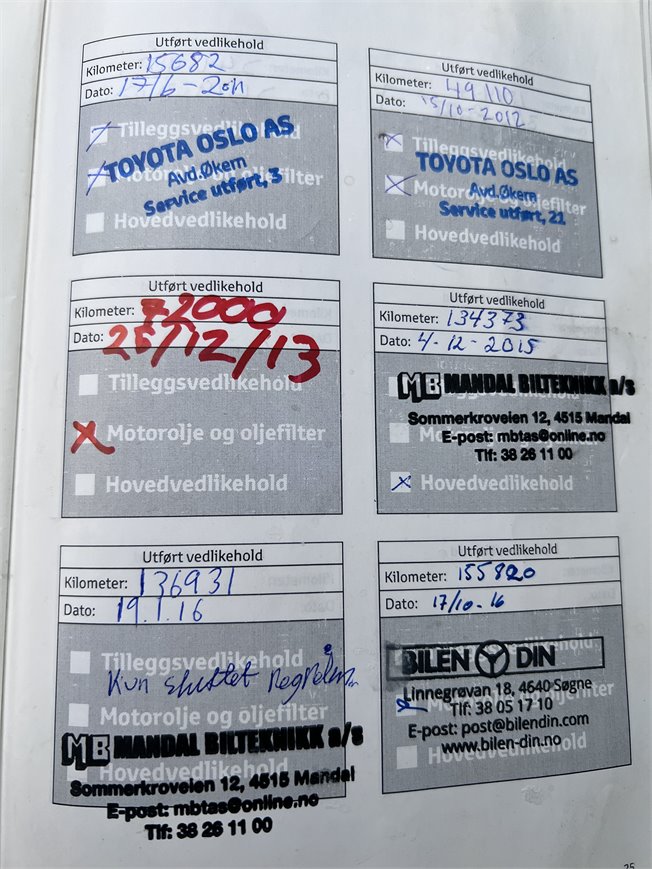 Utført vedlikehold
Kilometer: 15682
Dato: 17/6-2011
Tilleggsvedlikehold
Motorolje og oljefilter
Hovedvedlikehold
TOYOTA OSLO AS
Avd.Økern
Service utført, 3
Utført vedlikehold
Kilometer: 49110
Dato: 15/10-2012
Tilleggsvedlikehold
Motorolje og oljefilter
Hovedvedlikehold
TOYOTA OSLO AS
Avd.Økern
Service utført, 21
Utført vedlikehold
Kilometer: 72000
Dato: 25/12/13
Tilleggsvedlikehold
X Motorolje og oljefilter
Hovedvedlikehold
Utført vedlikehold
Kilometer: 134373
Dato: 4-12-2015
MB MANDAL BILTEKNIKK a/s
Sommerkroveien 12, 4515 Mandal
E-post: mbtas@online.no
Tlf: 38 26 11 00
X Hovedvedlikehold
Utført vedlikehold
Kilometer: 136931
Dato: 19.1.16
Tilleggsvedlikehold
Kun
Motorolje og oljefilter
MB MANDAL BILTEKNIKK a/s
Hovedvedlikehold
Sommerkroveien 12, 4515 Mandal
E-post: mbtas@online.no
Tlf: 38 26 11 00
Utført vedlikehold
Kilometer: 155820
Dato: 17/10-16
BILEN DIN
Linnegrøvan 18, 4640 Søgne
Tlf: 38 05 17 10
E-post: post@bilendin.com
www.bilen-din.no
Hovedvedlikehold
25